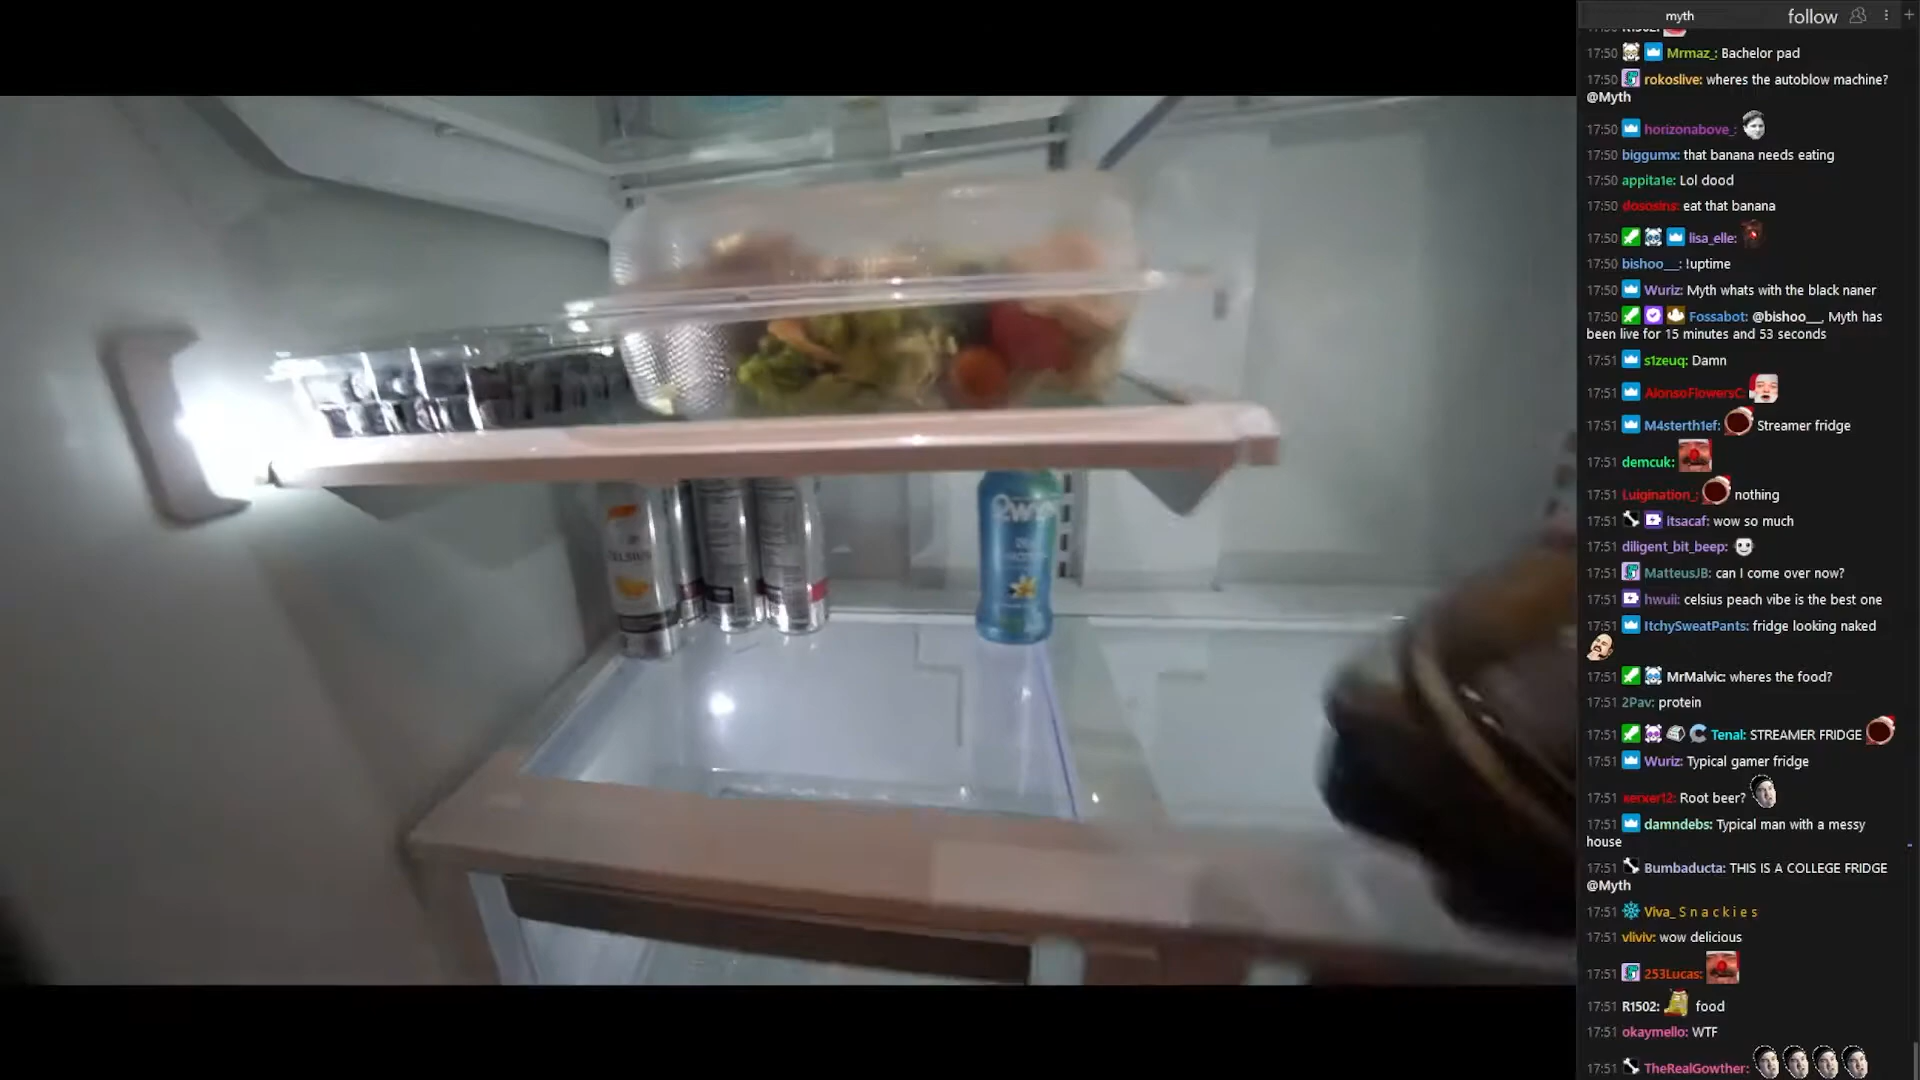 myth
follow
R1502:
17:50 Mrmaz_: Bachelor pad
17:50 rokoslive: wheres the autoblow machine?
@Myth
17:50 horizonabove_:
17:50 biggumx: that banana needs eating
17:50 appita1e: Lol dood
17:50 dososins: eat that banana
17:50 lisa_elle:
17:50 bishoo__: !uptime
17:50 Wuriz: Myth whats with the black naner
17:50 Fossabot: @bishoo__, Myth has
been live for 15 minutes and 53 seconds
17:51 s1zeuq: Damn
17:51 AlonsoFlowersC:
17:51 M4sterth1ef: Streamer fridge
17:51 demcuk:
17:51 Luigination_: nothing
17:51 itsacaf: wow so much
17:51 diligent_bit_beep:
17:51 MatteusJB: can I come over now?
17:51 hwuii: celsius peach vibe is the best one
17:51 ItchySweatPants: fridge looking naked
17:51 MrMalvic: wheres the food?
17:51 2Pav: protein
17:51 Tenal: STREAMER FRIDGE
17:51 Wuriz: Typical gamer fridge
17:51 xerxer12: Root beer?
17:51 damndebs: Typical man with a messy
house
17:51 Bumbaducta: THIS IS A COLLEGE FRIDGE
@Myth
17:51 Viva_Snackies
17:51 vliviv: wow delicious
17:51 253Lucas:
17:51 R1502: food
17:51 okaymello: WTF
17:51 TheRealGowther: